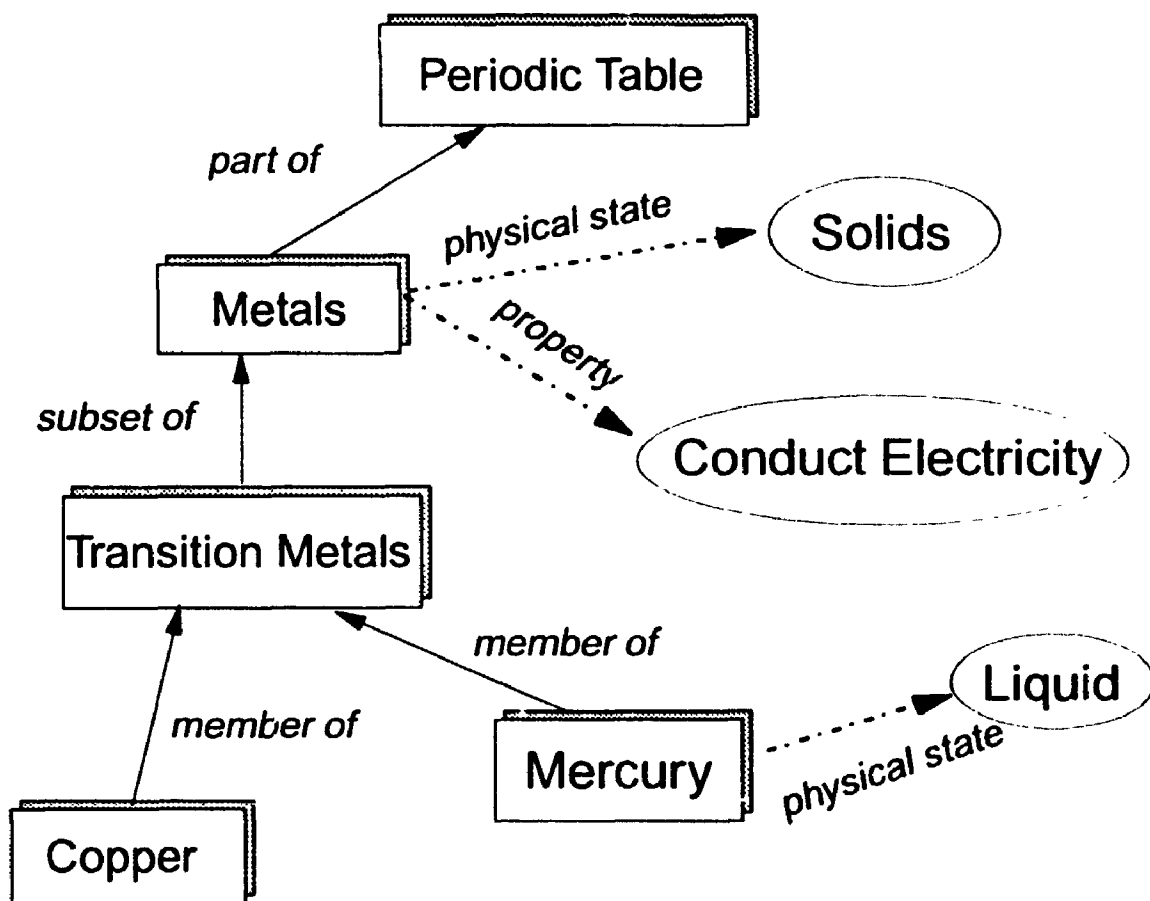 Periodic Table
part of
physical state
Solids
Metals
property
subset of
Conduct Electricity
Transition Metals
member of
Liquid
member of
Mercury
physical state
Copper